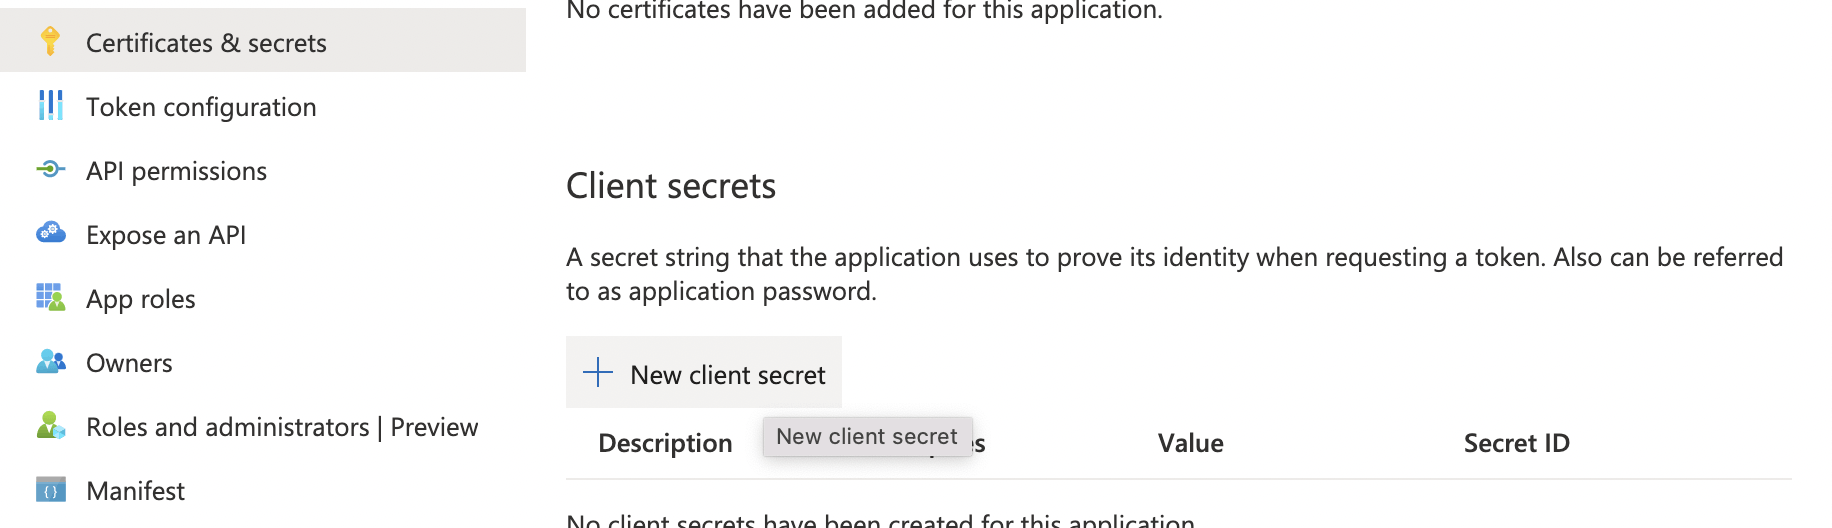 No certificates have been added for this application.
Certificates & secrets
Token configuration
API permissions
Expose an API
App roles
Owners
Roles and administrators | Preview
Manifest
Client secrets
A secret string that the application uses to prove its identity when requesting a token. Also can be referred
to as application password.
New client secret
Description
New client secret
Value
Secret ID
No client secrets have been created for this application.